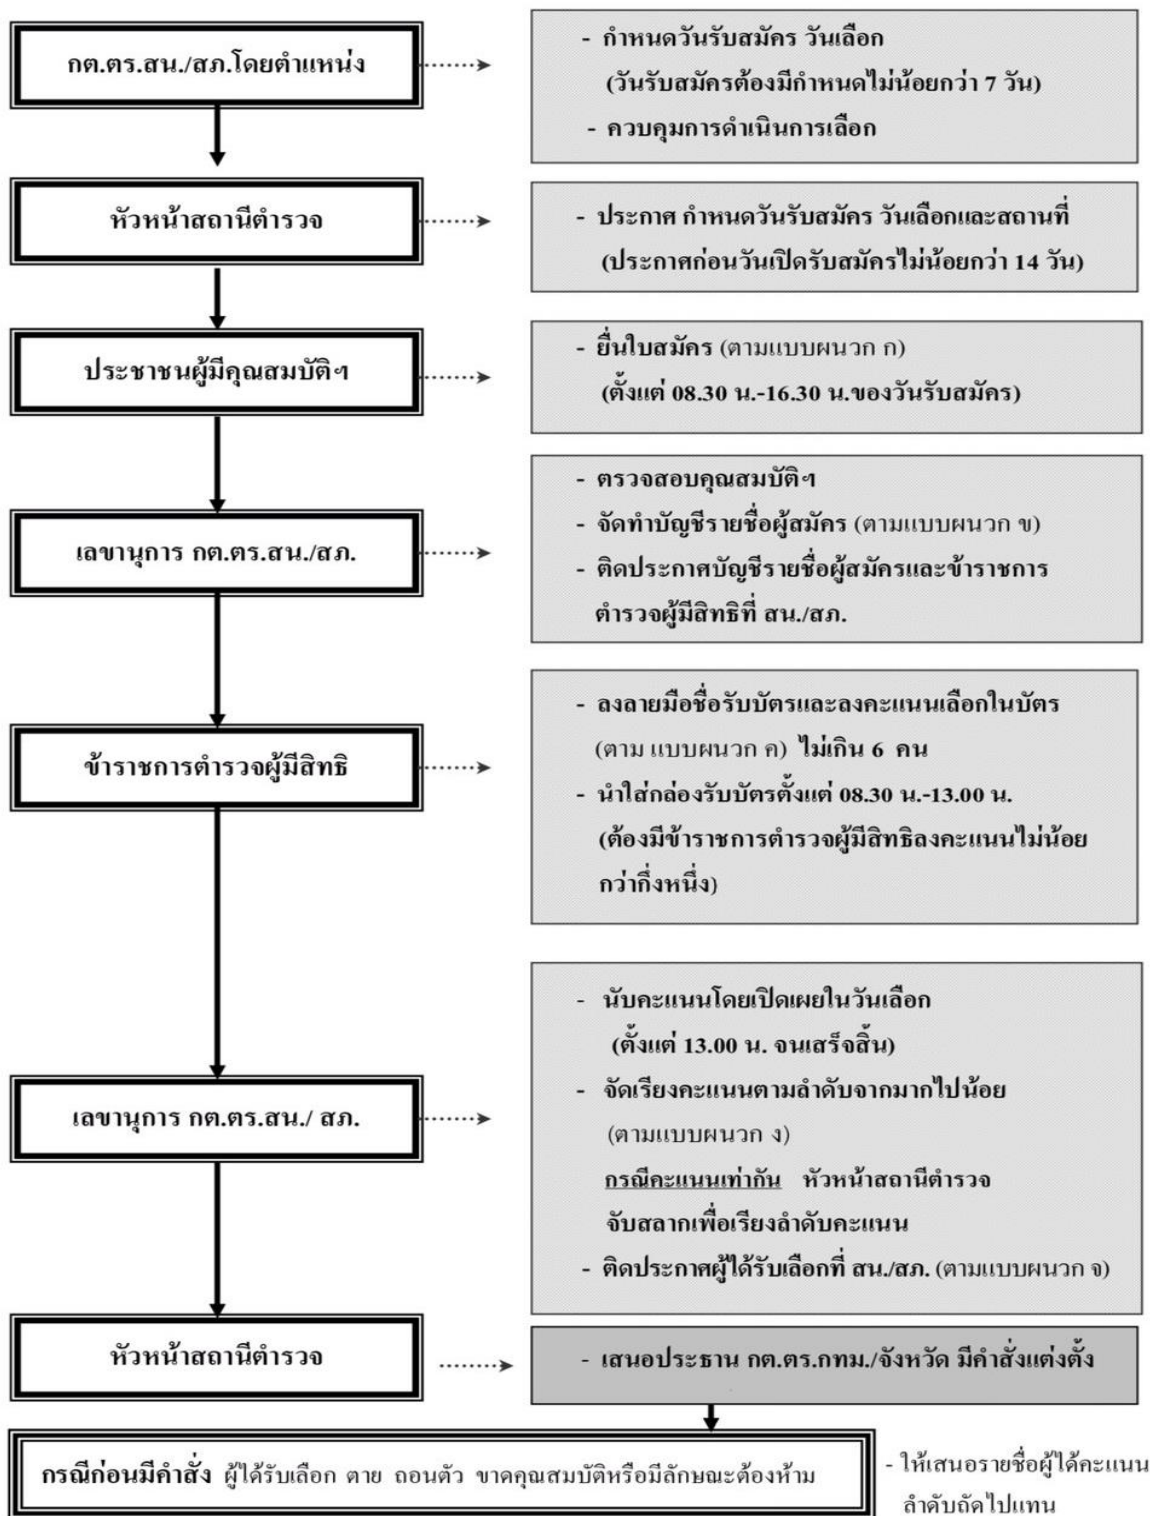 กต.ตร.สน./สภ.โดยตำแหน่ง
- กำหนดวันรับสมัคร วันเลือก
(วันรับสมัครต้องมีกำหนดไม่น้อยกว่า 7 วัน)
- ควบคุมการดำเนินการเลือก
หัวหน้าสถานีตำรวจ
- ประกาศ กำหนดวันรับสมัคร วันเลือกและสถานที่
(ประกาศก่อนวันเปิดรับสมัครไม่น้อยกว่า 14 วัน)
ประชาชนผู้มีคุณสมบัติฯ
- ยื่นใบสมัคร (ตามแบบผนวก ก)
(ตั้งแต่ 08.30 น.-16.30 น.ของวันรับสมัคร)
เลขานุการ กต.ตร.สน./สภ.
- ตรวจสอบคุณสมบัติฯ
- จัดทำบัญชีรายชื่อผู้สมัคร (ตามแบบผนวก ข)
- ติดประกาศบัญชีรายชื่อผู้สมัครและข้าราชการ
ตำรวจผู้มีสิทธิที่ สน./สภ.
ข้าราชการตำรวจผู้มีสิทธิ
- ลงลายมือชื่อรับบัตรและลงคะแนนเลือกในบัตร
(ตาม แบบผนวก ค) ไม่เกิน 6 คน
- นำใส่กล่องรับบัตรตั้งแต่ 08.30 น.-13.00 น.
(ต้องมีข้าราชการตำรวจผู้มีสิทธิลงคะแนนไม่น้อย
กว่ากึ่งหนึ่ง)
เลขานุการ กต.ตร.สน./ สภ.
- นับคะแนนโดยเปิดเผยในวันเลือก
(ตั้งแต่ 13.00 น. จนเสร็จสิ้น)
- จัดเรียงคะแนนตามลำดับจากมากไปน้อย
(ตามแบบผนวก ง)
กรณีคะแนนเท่ากัน หัวหน้าสถานีตำรวจ
จับสลากเพื่อเรียงลำดับคะแนน
- ติดประกาศผู้ได้รับเลือกที่ สน./สภ. (ตามแบบผนวก จ)
หัวหน้าสถานีตำรวจ
- เสนอประธาน กต.ตร.กทม./จังหวัด มีคำสั่งแต่งตั้ง
กรณีก่อนมีคำสั่ง ผู้ได้รับเลือก ตาย ถอนตัว ขาดคุณสมบัติหรือมีลักษณะต้องห้าม
- ให้เสนอรายชื่อผู้ได้คะแนน
ลำดับถัดไปแทน